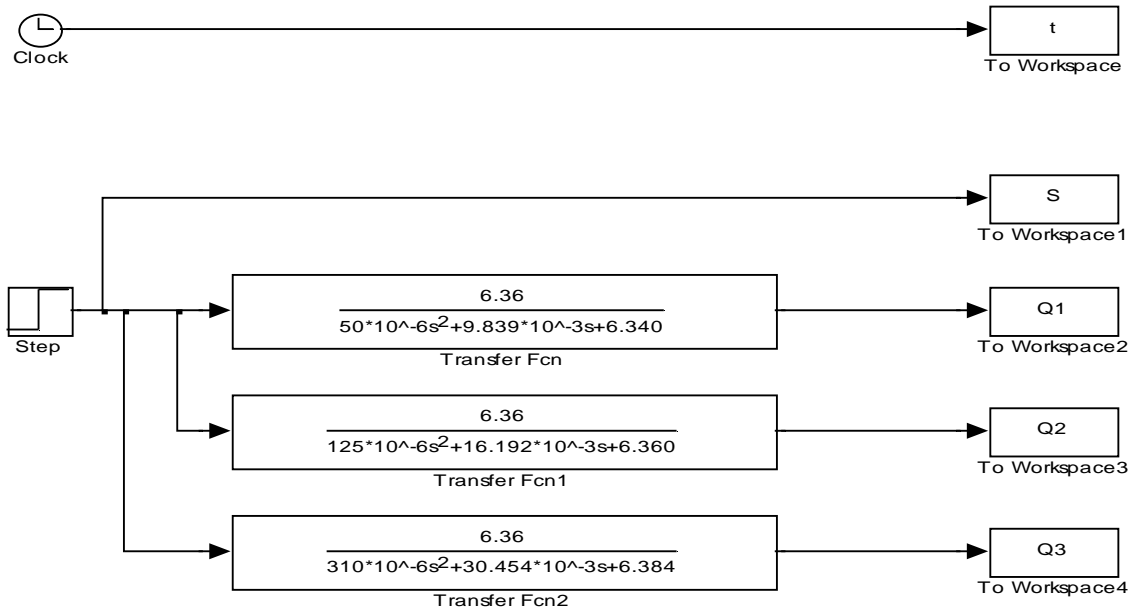 t
Clock
To Workspace
S
To Workspace1
6.36
50*10^-6s2+9.839*10^-3s+6.340
Q1
Step
Transfer Fcn
To Workspace2
6.36
125*10^-6s2+16.192*10^-3s+6.360
Q2
Transfer Fcn1
To Workspace3
6.36
310*10^-6s2+30.454*10^-3s+6.384
Q3
Transfer Fcn2
To Workspace4